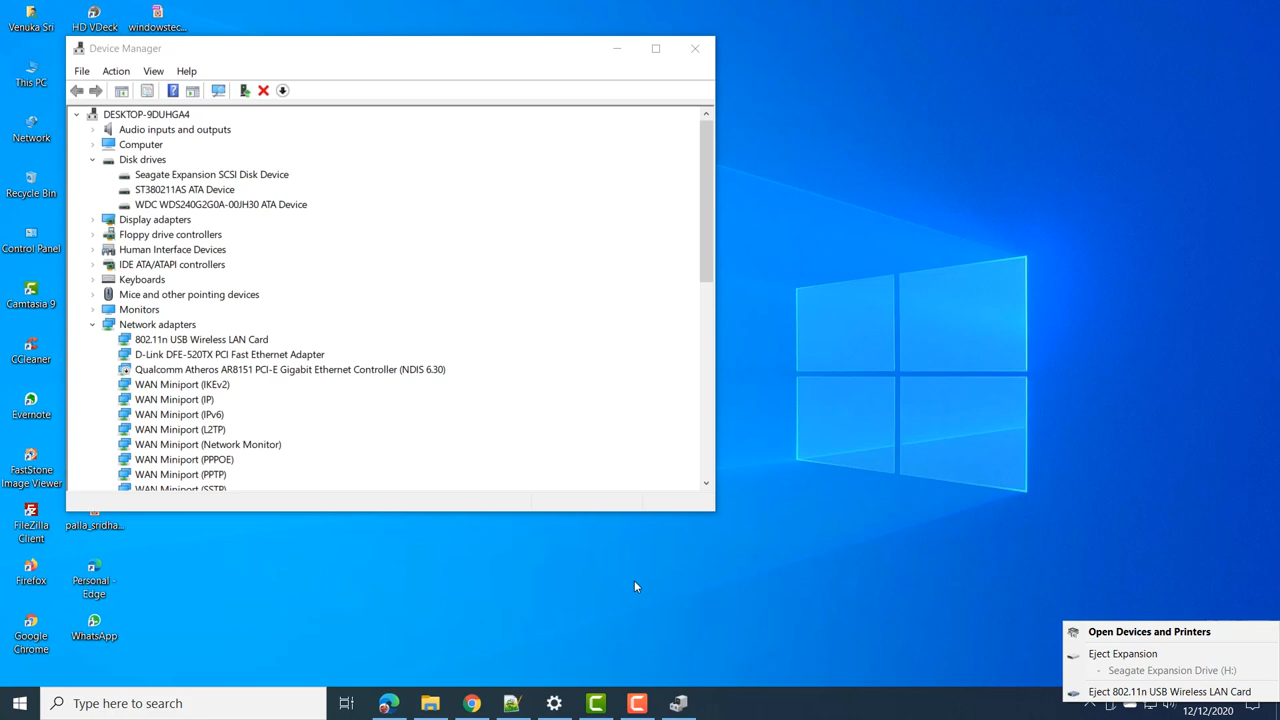 Venuka Sri
HD VDeck
windowstec...
This PC
Network
Recycle Bin
Control Panel
Camtasia 9
CCleaner
Evernote
FastStone
Image Viewer
FileZilla
Client
palla_sridha...
Firefox
Personal -
Edge
Google
Chrome
WhatsApp
Device Manager
File Action View Help
DESKTOP-9DUHGA4
Audio inputs and outputs
Computer
Disk drives
Seagate Expansion SCSI Disk Device
ST380211AS ATA Device
WDC WDS240G2G0A-00JH30 ATA Device
Display adapters
Floppy drive controllers
Human Interface Devices
IDE ATA/ATAPI controllers
Keyboards
Mice and other pointing devices
Monitors
Network adapters
802.11n USB Wireless LAN Card
D-Link DFE-520TX PCI Fast Ethernet Adapter
Qualcomm Atheros AR8151 PCI-E Gigabit Ethernet Controller (NDIS 6.30)
WAN Miniport (IKEv2)
WAN Miniport (IP)
WAN Miniport (IPv6)
WAN Miniport (L2TP)
WAN Miniport (Network Monitor)
WAN Miniport (PPPOE)
WAN Miniport (PPTP)
WAN Miniport (SSTP)
Open Devices and Printers
Eject Expansion
- Seagate Expansion Drive (H:)
Eject 802.11n USB Wireless LAN Card
Type here to search
12/12/2020